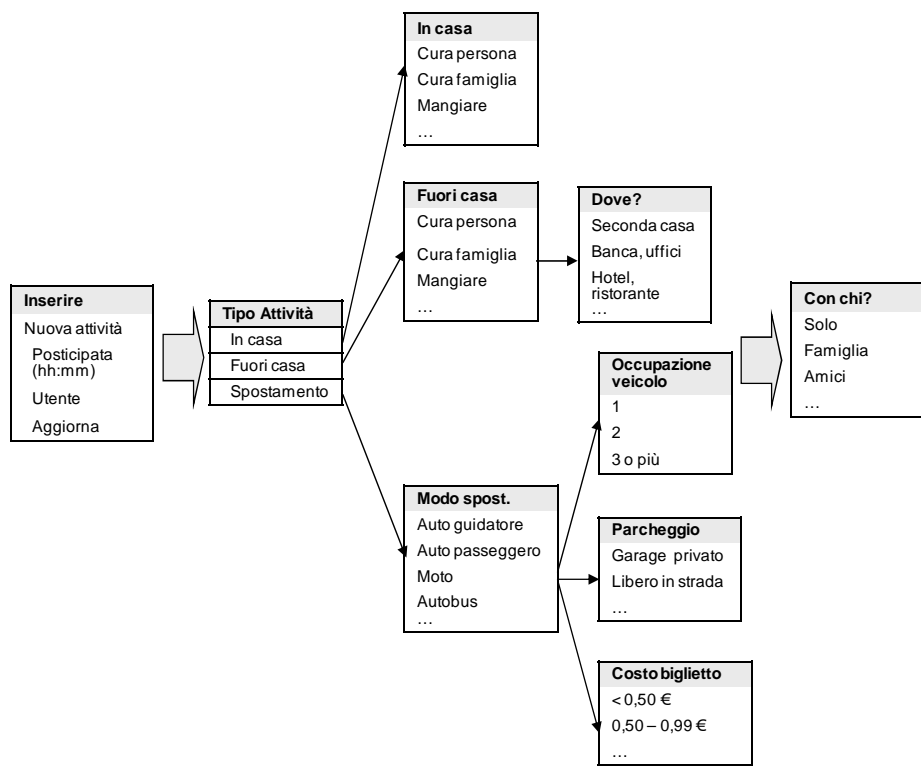 In casa
Cura persona
Cura famiglia
Mangiare
…
Fuori casa
Cura persona
Cura famiglia
Mangiare
…
Dove?
Seconda casa
Banca, uffici
Hotel,
ristorante
…
Inserire
Nuova attività
Posticipata
(hh:mm)
Utente
Aggiorna
Tipo Attività
In casa
Fuori casa
Spostamento
Con chi?
Solo
Famiglia
Amici
…
Occupazione
veicolo
1
2
3 o più
Modo spost.
Auto guidatore
Auto passeggero
Moto
Autobus
…
Parcheggio
Garage privato
Libero in strada
…
Costo biglietto
< 0,50 €
0,50 – 0,99 €
…